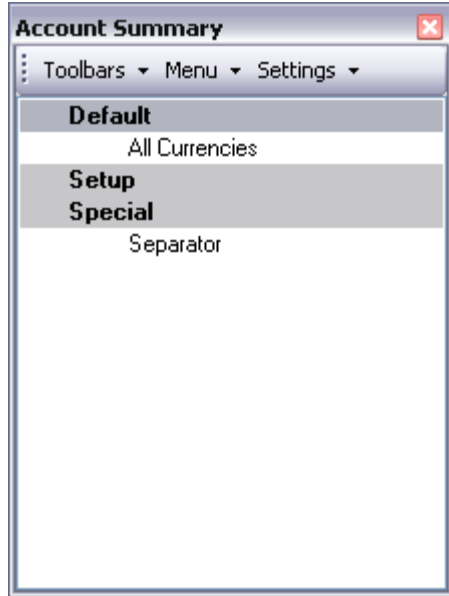 Account Summary
Toolbars Menu Settings
Default
All Currencies
Setup
Special
Separator